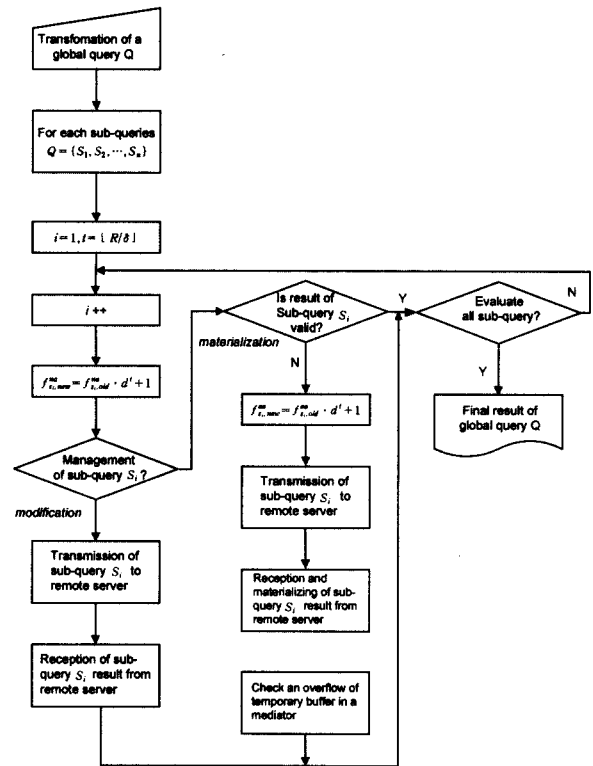 Transfomation of a
global query Q
For each sub-queries
Q = {S₁, S₂, ⋯, Sₙ}
i=1, t=⌊ R/δ⌋
i ++
d^t + 1
Management
of sub-query Sᵢ?
modification
Transmission of
sub-query Sᵢ to
remote server
Reception of sub-
query Sᵢ result from
remote server
Is result of
Sub-query Sᵢ
valid?
materialization
Y
N
d^t + 1
Transmission of
sub-query Sᵢ to
remote server
Reception and
materializing of sub-
query Sᵢ result from
remote server
Check an overflow of
temporary buffer in a
mediator
Evaluate
all sub-query?
N
Y
Final result of
global query Q